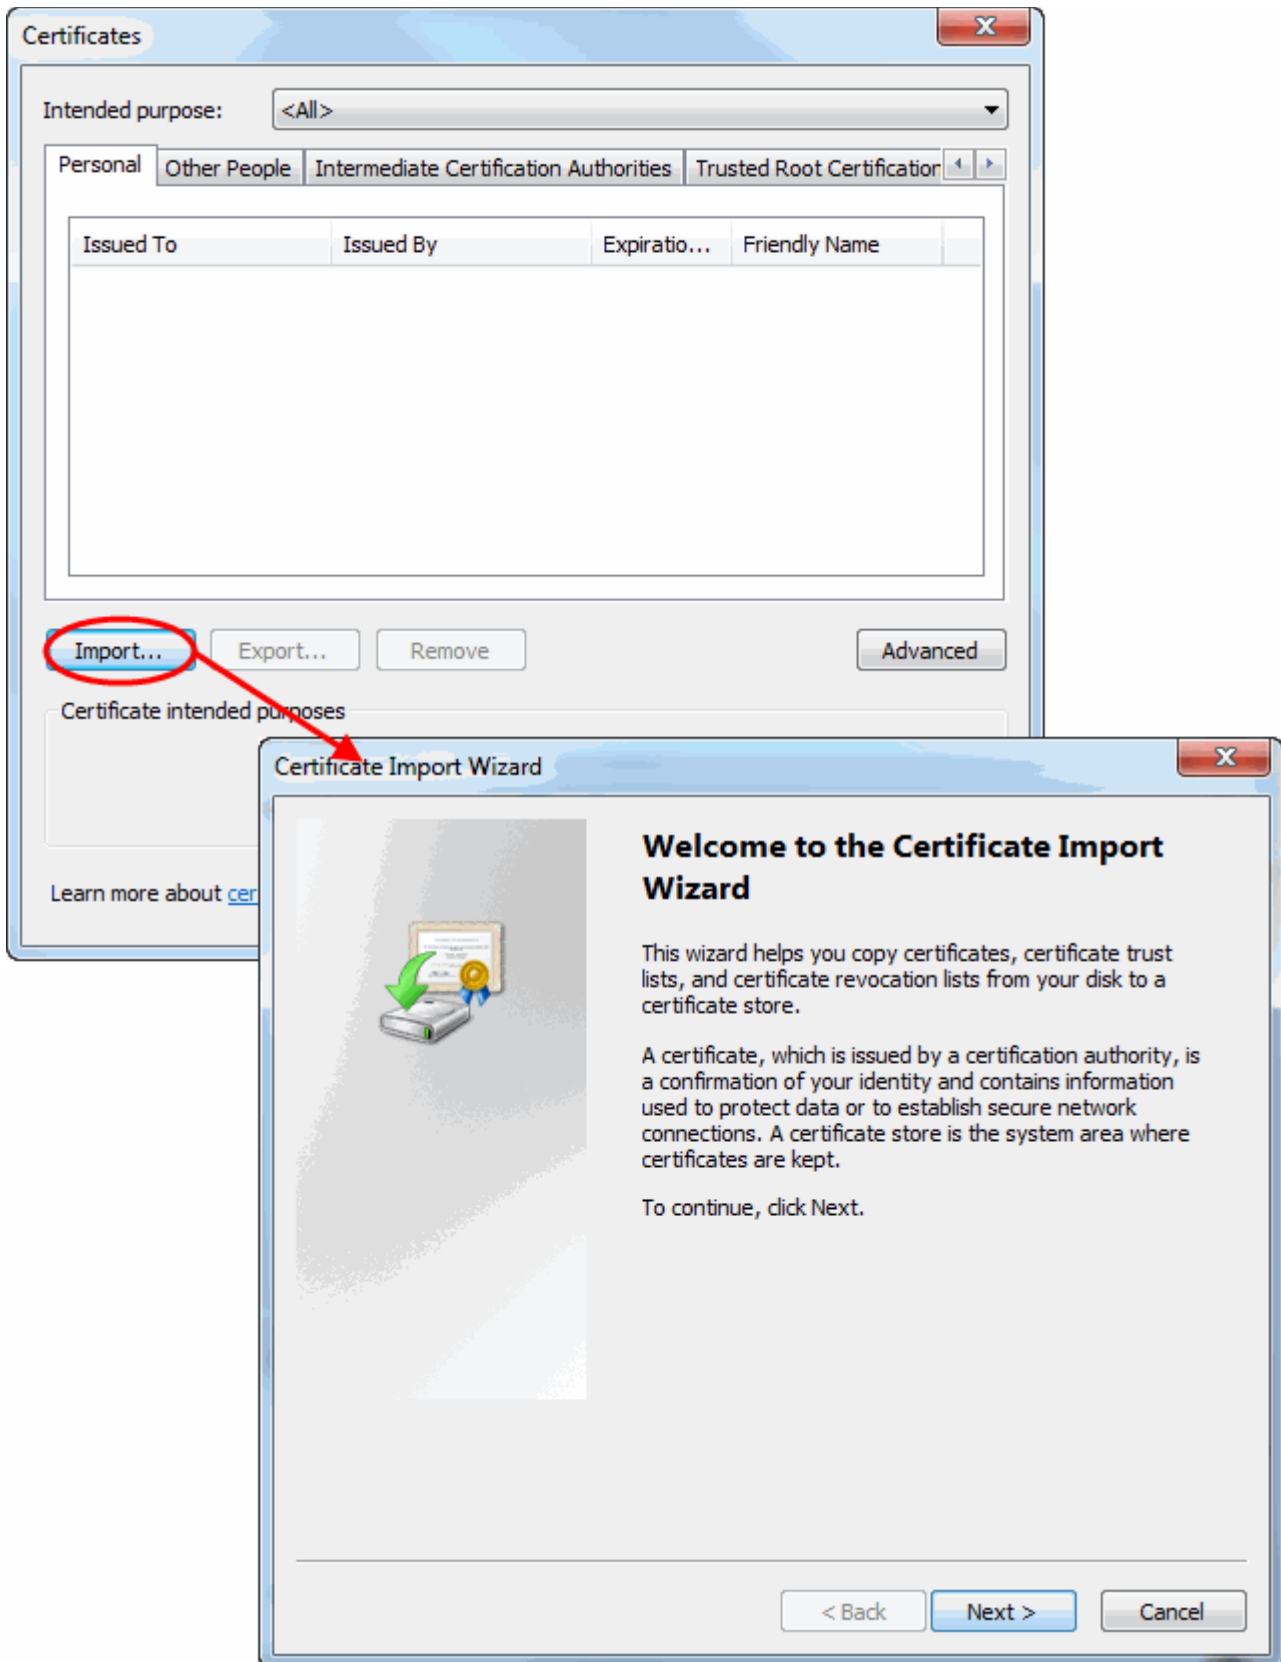 Certificates
Intended purpose: <All>
Personal Other People Intermediate Certification Authorities Trusted Root Certification
Issued To Issued By Expiratio... Friendly Name
Import... Export... Remove Advanced
Certificate intended purposes
Learn more about cer
Certificate Import Wizard
Welcome to the Certificate Import
Wizard
This wizard helps you copy certificates, certificate trust
lists, and certificate revocation lists from your disk to a
certificate store.
A certificate, which is issued by a certification authority, is
a confirmation of your identity and contains information
used to protect data or to establish secure network
connections. A certificate store is the system area where
certificates are kept.
To continue, click Next.
< Back Next > Cancel